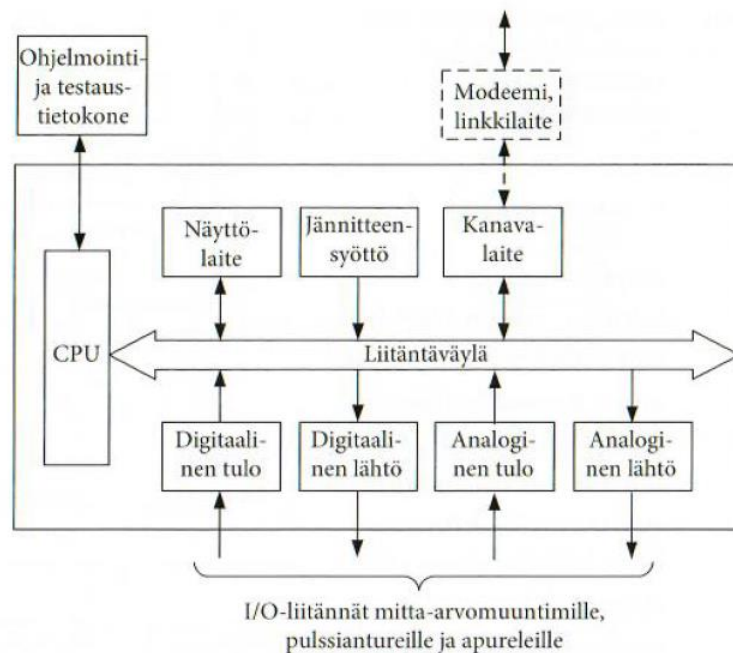 Ohjelmointi-
ja testaus-
tietokone
Modeemi,
linkkilaite
Näyttö-
laite
Jännitteen-
syöttö
Kanava-
laite
CPU
Liitäntäväylä
Digitaali-
nen tulo
Digitaali-
nen lähtö
Analogi-
nen tulo
Analogi-
nen lähtö
I/O-liitännät mitta-arvomuuntimille,
pulssiantureille ja apureleille